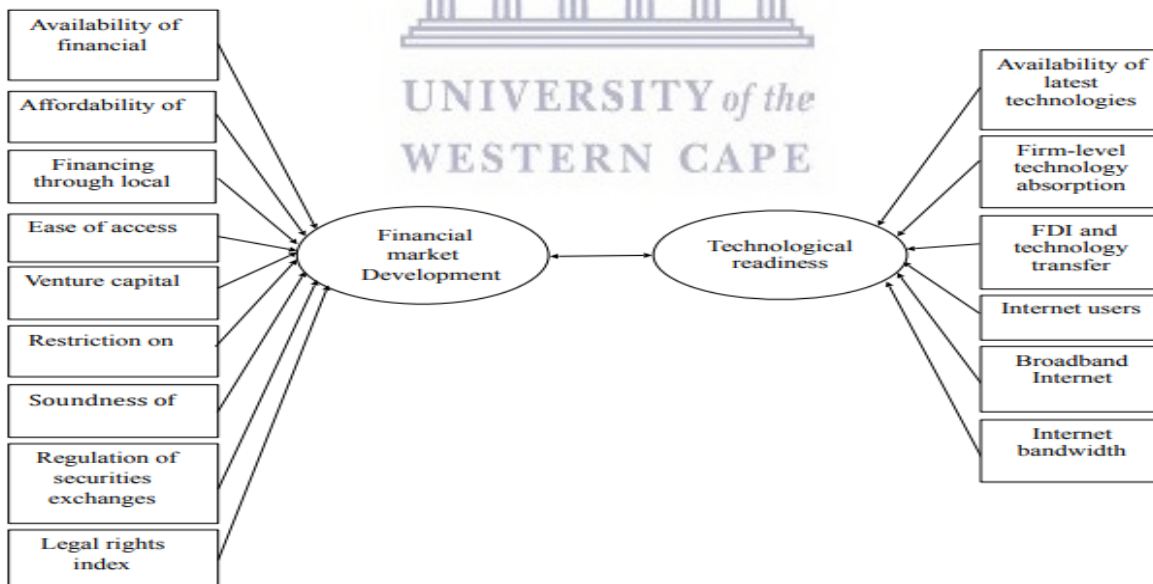 Availability of
financial
Affordability of
Financing
through local
Ease of access
Venture capital
Restriction on
Soundness of
Regulation of
securities
exchanges
Legal rights
index
UNIVERSITY of the
WESTERN CAPE
Financial
market
Development
Technological
readiness
Availability of
latest
technologies
Firm-level
technology
absorption
FDI and
technology
transfer
Internet users
Broadband
Internet
Internet
bandwidth